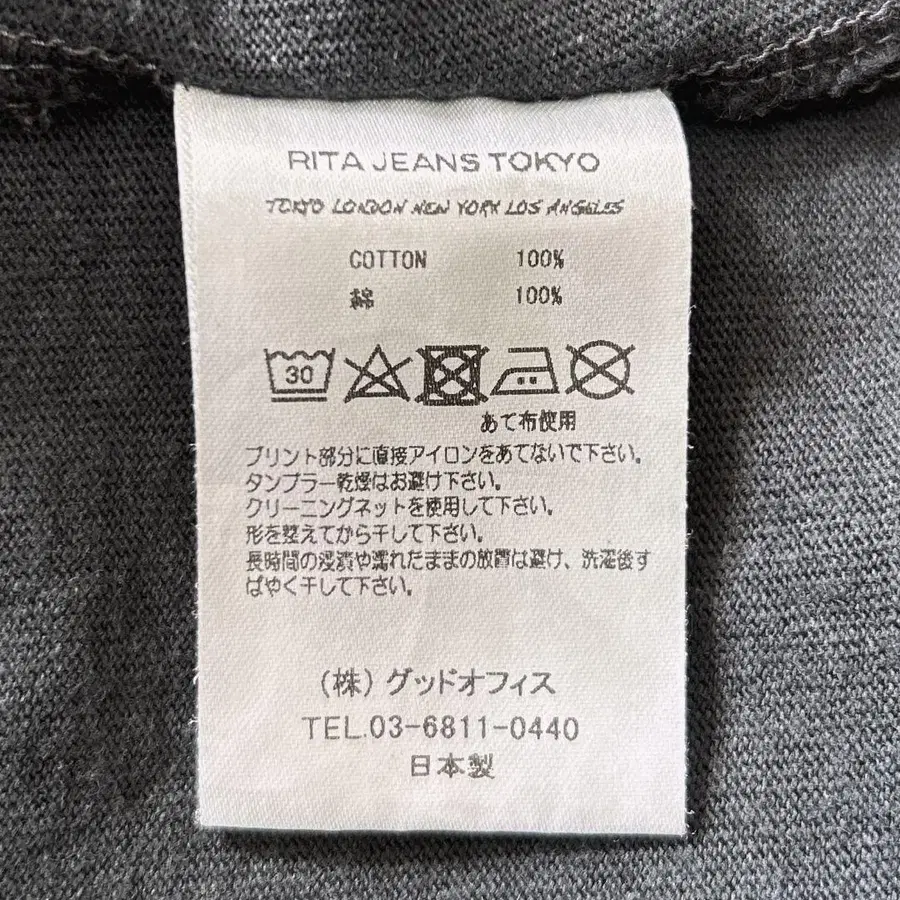 RITA JEANS TOKYO
TOKYO LONDON NEW YORK LOS ANGELES
COTTON 100%
綿 100%
30
あて布使用
プリント部分に直接アイロンをあてないで下さい。
タンブラー乾燥はお避け下さい。
クリーニングネットを使用して下さい。
形を整えてから干して下さい。
長時間の浸漬や濡れたままの放置は避け、洗濯後す
ばやく干して下さい。
(株) グッドオフィス
TEL.03-6811-0440
日本製